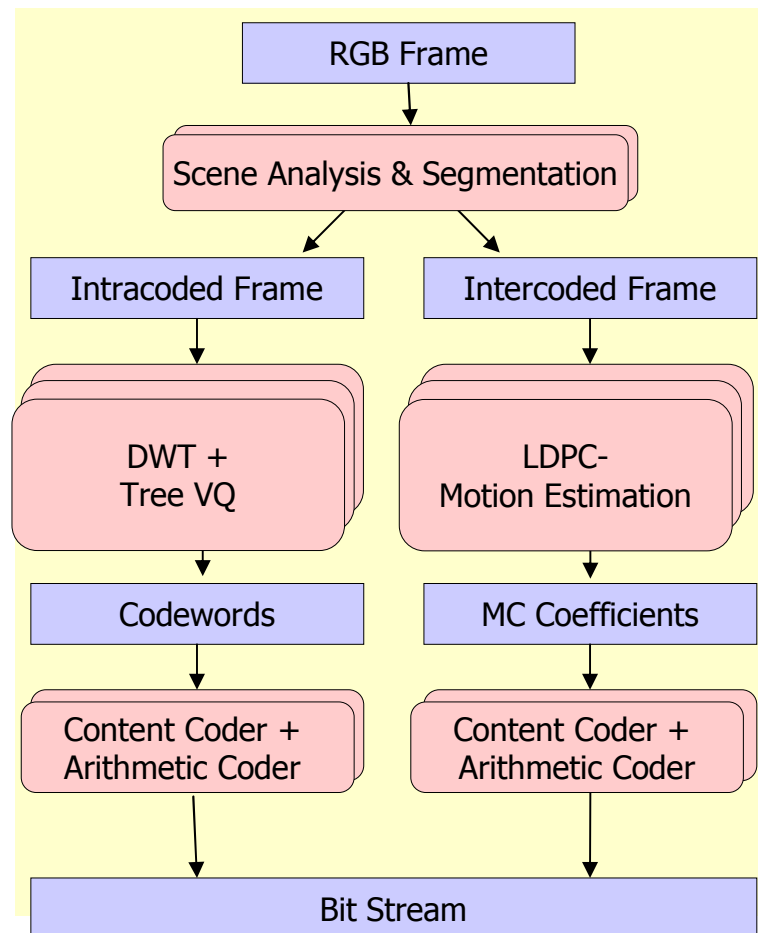 RGB Frame
Scene Analysis & Segmentation
Intracoded Frame
Intercoded Frame
DWT +
Tree VQ
LDPC-
Motion Estimation
Codewords
MC Coefficients
Content Coder +
Arithmetic Coder
Content Coder +
Arithmetic Coder
Bit Stream